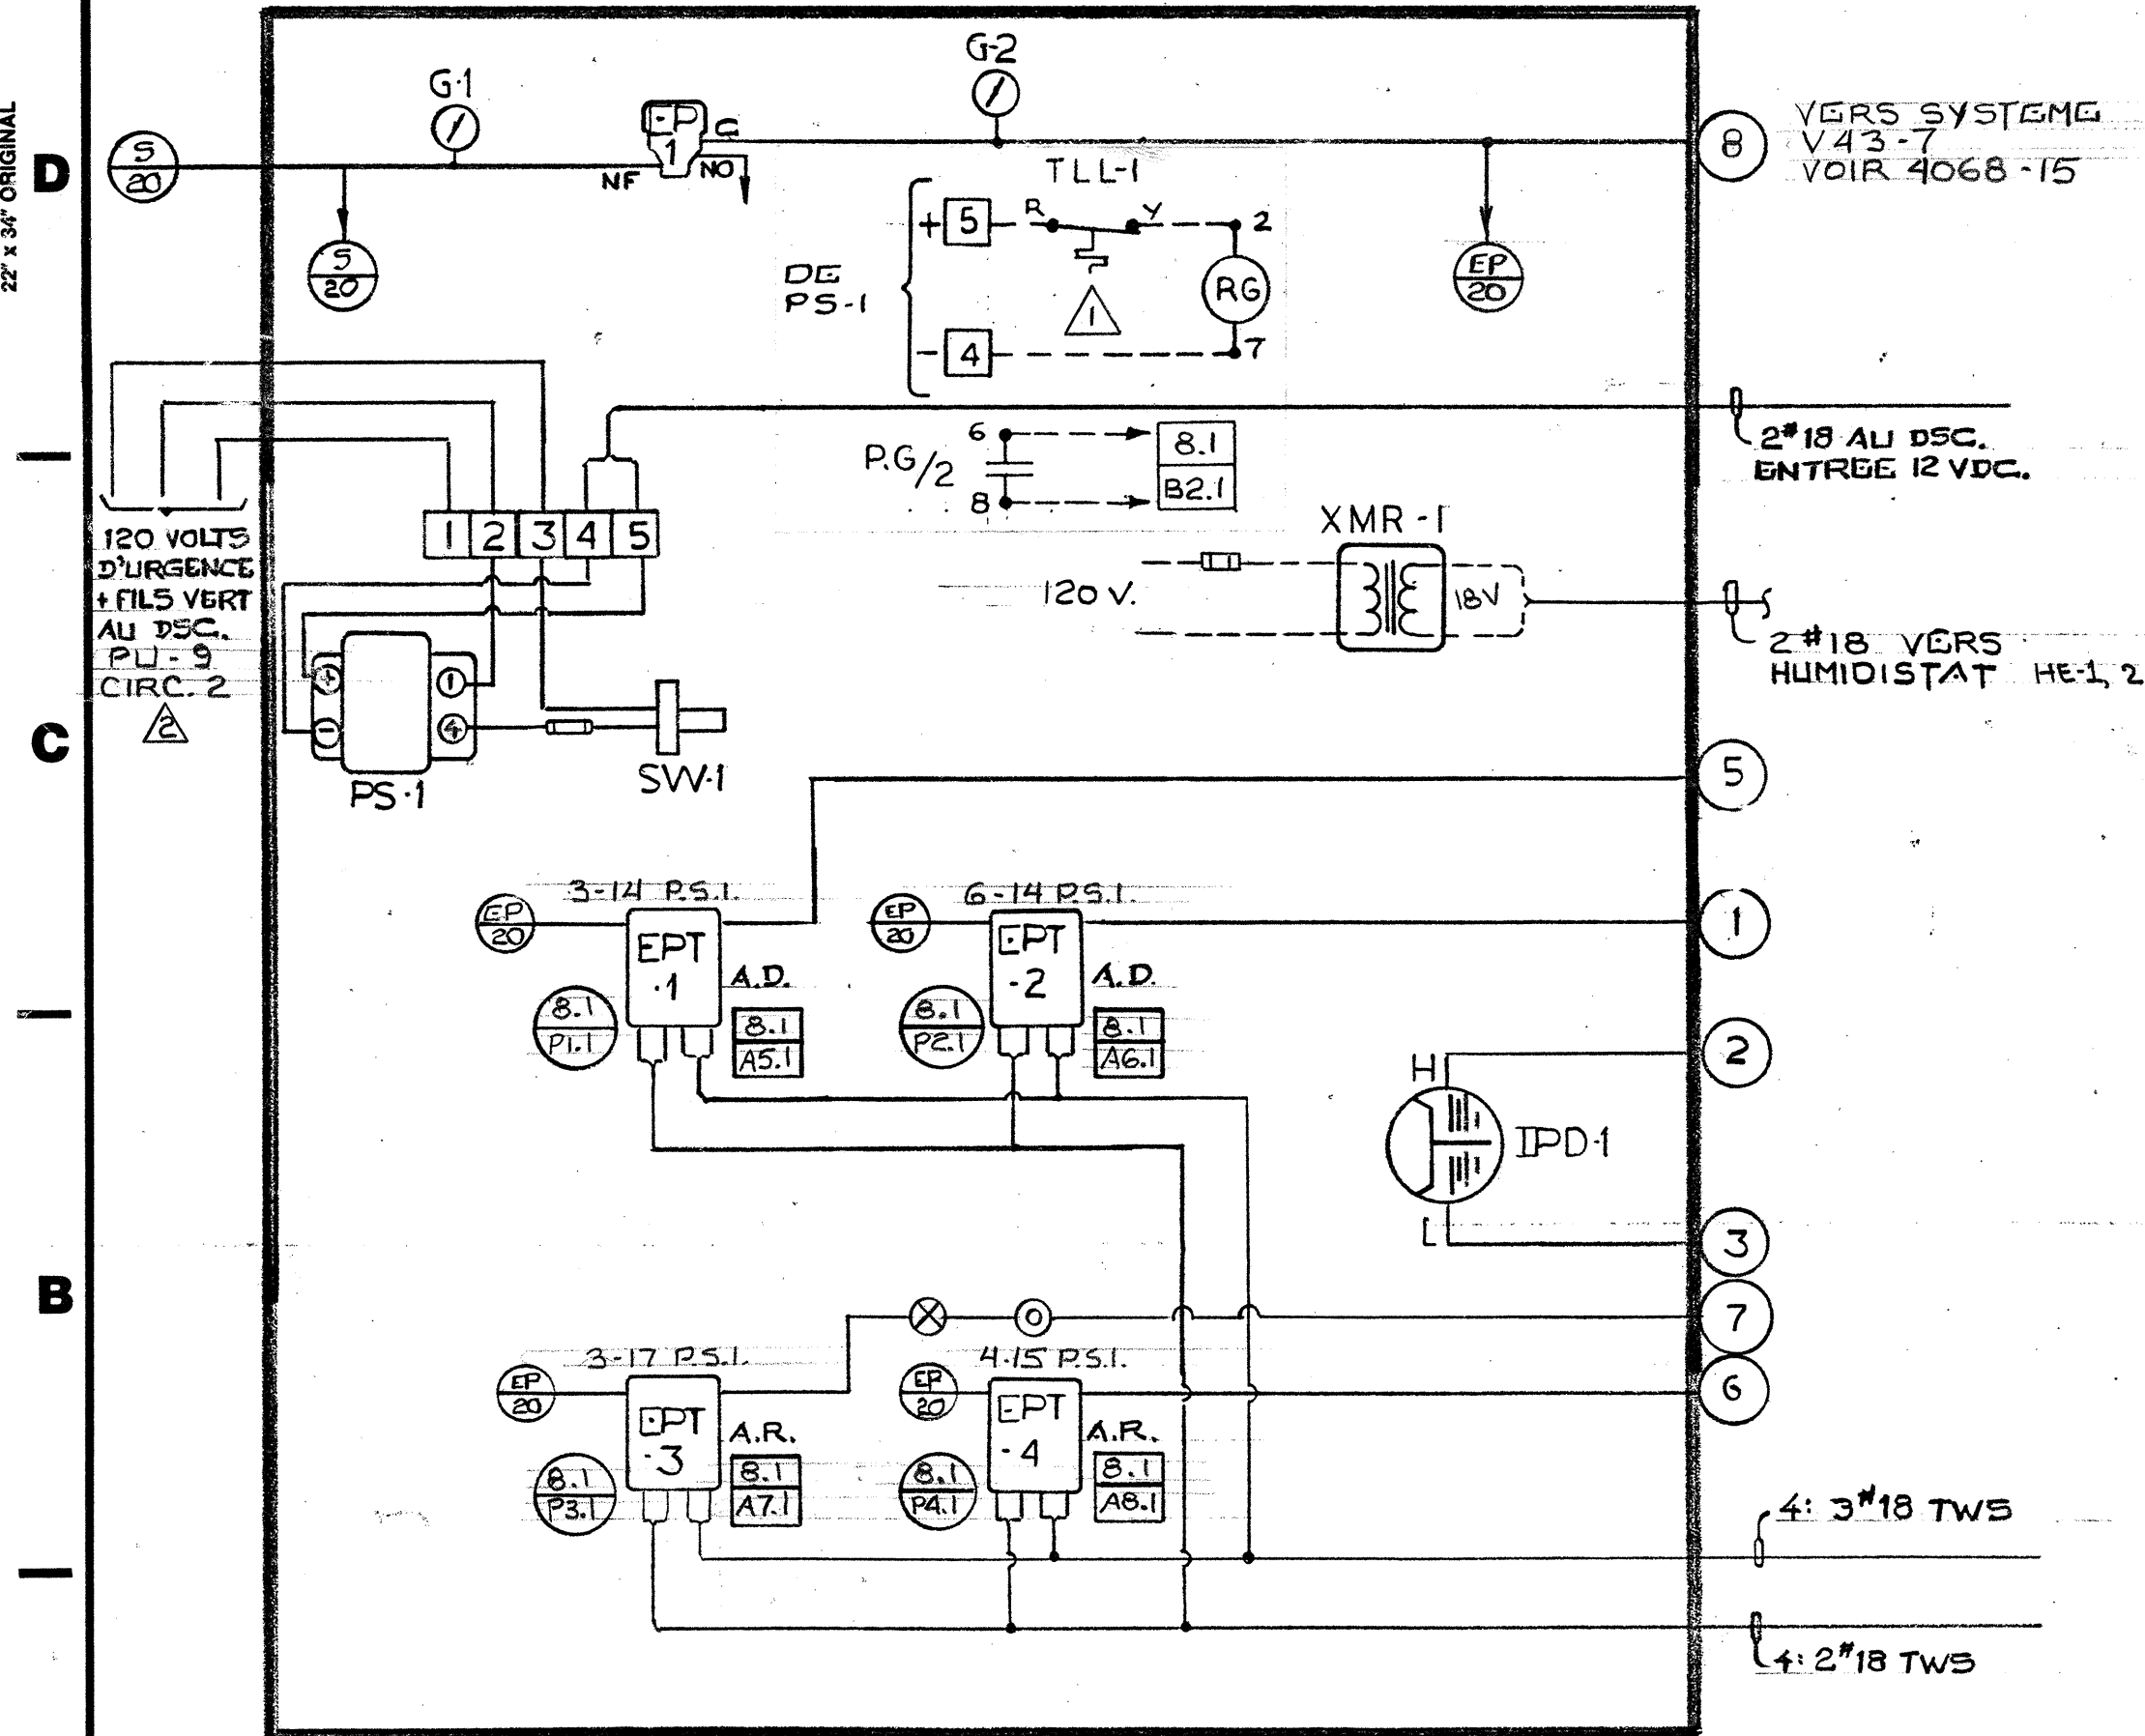 22" x 34" ORIGINAL
D
C
B
G-1
G-2
S
20
S
20
EP
1
C
NF
NO
8
VERS SYSTEME
V43-7
VOIR 4068-15
TLL-1
DE
PS-1
+ 5
R
Y
2
RG
1
- 4
7
EP
20
2#18 AU DSC.
ENTREE 12 VDC.
6
8
8.1
B2.1
120 VOLTS
D'URGENCE
+ FILS VERT
AU DSC.
PU-9
CIRC. 2
2
1 2 3 4 5
XMR-1
120 V.
18V
2 #18 VERS
HUMIDISTAT HE-1, 2
+
-
1
4
PS-1
SW-1
5
3-14 P.S.I.
EP
20
EPT
-1
A.D.
8.1
P1.1
8.1
A5.1
6-14 P.S.I.
EP
20
EPT
-2
A.D.
8.1
P2.1
8.1
A6.1
1
2
H
IPD-1
L
3
7
3-17 P.S.I.
EP
20
EPT
-3
A.R.
8.1
P3.1
8.1
A7.1
4-15 P.S.I.
EP
20
EPT
-4
A.R.
8.1
P4.1
8.1
A8.1
6
4: 3#18 TWS
4: 2#18 TWS